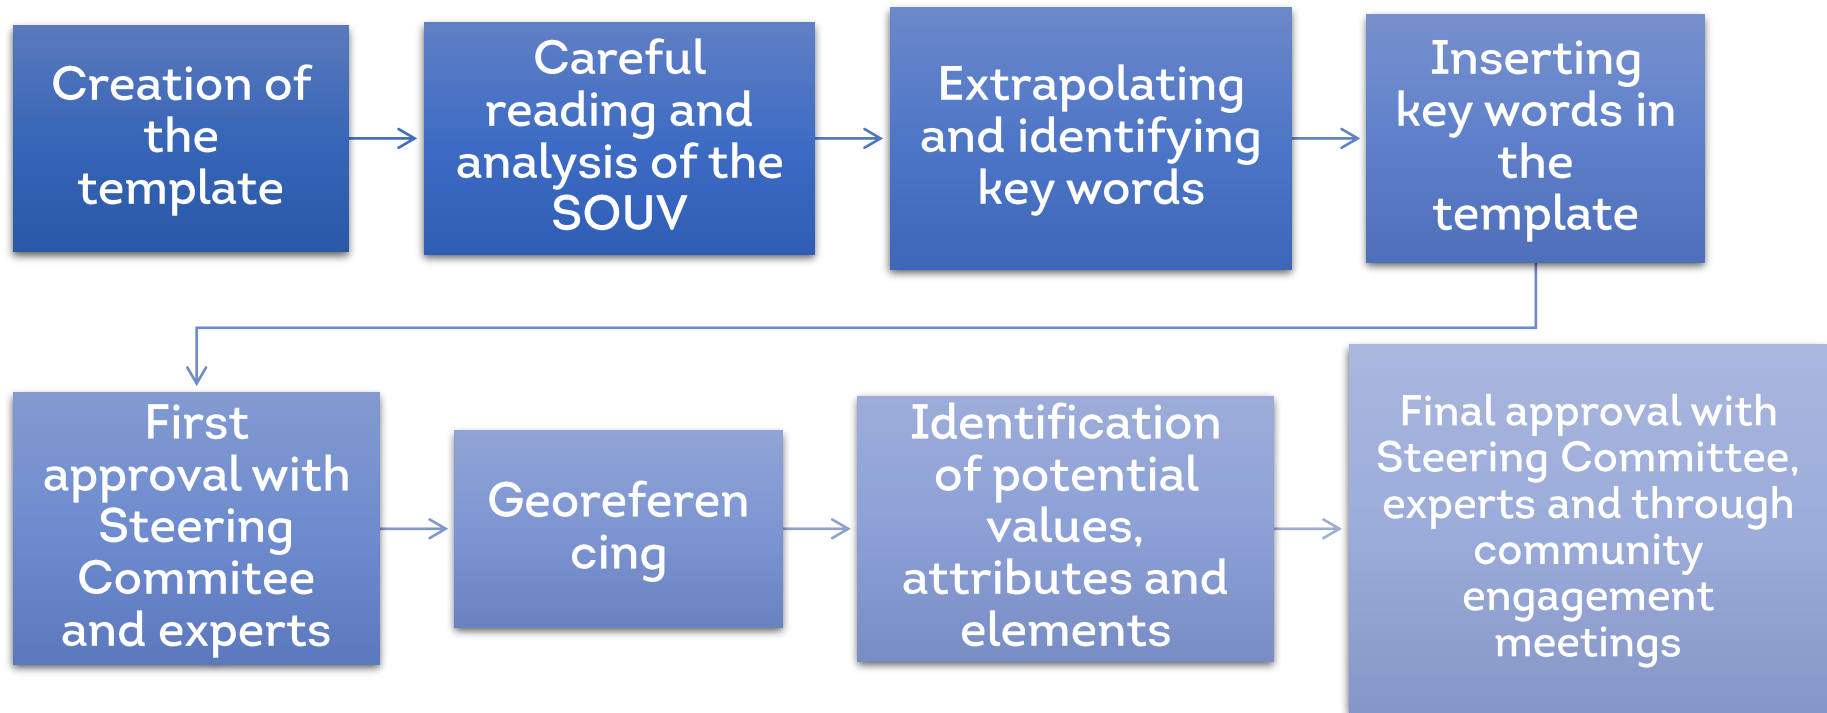 Creation of
the
template
Careful
reading and
analysis of the
SOUV
Extrapolating
and identifying
key words
Inserting
key words in
the
template
First
approval with
Steering
Commitee
and experts
Georeferen
cing
Identification
of potential
values,
attributes and
elements
Final approval with
Steering Committee,
experts and through
community
engagement
meetings